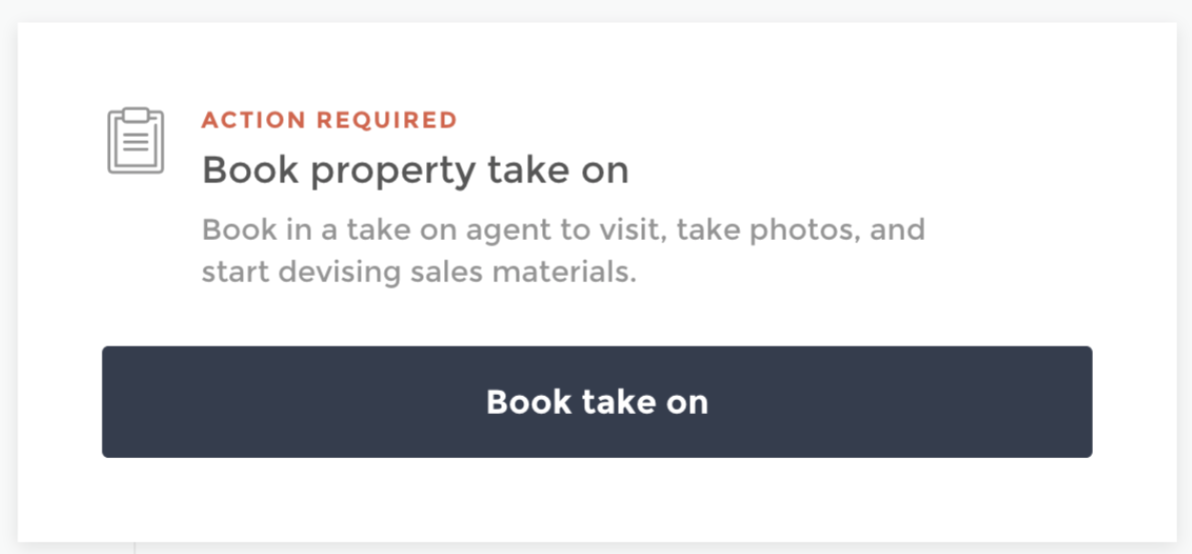 ACTION REQUIRED
Book property take on
Book in a take on agent to visit, take photos, and
start devising sales materials.
Book take on